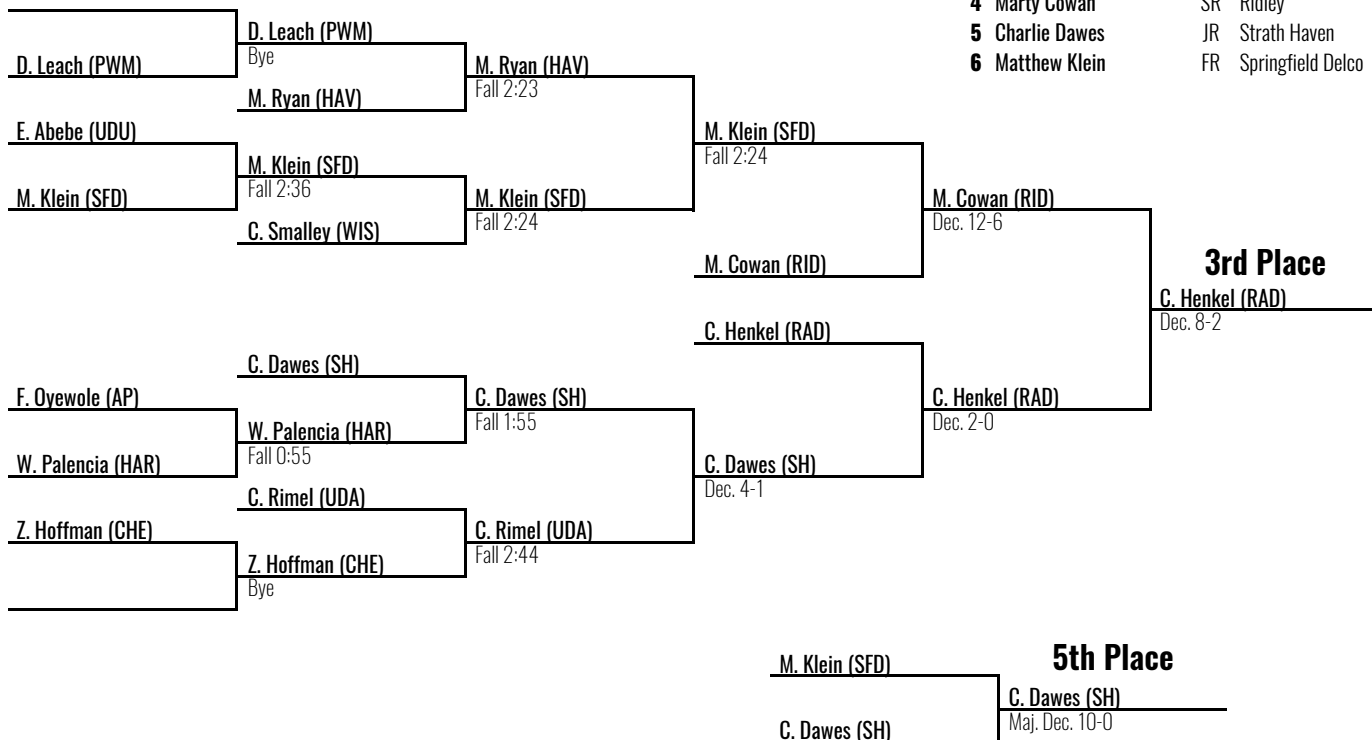 4 Marty Cowan SR Ridley
5 Charlie Dawes JR Strath Haven
6 Matthew Klein FR Springfield Delco
D. Leach (PWM)
D. Leach (PWM)
Bye
M. Ryan (HAV)
M. Ryan (HAV)
Fall 2:23
E. Abebe (UDU)
M. Klein (SFD)
M. Klein (SFD)
Fall 2:36
C. Smalley (WIS)
M. Klein (SFD)
Fall 2:24
M. Klein (SFD)
Fall 2:24
M. Cowan (RID)
M. Cowan (RID)
Dec. 12-6
3rd Place
C. Henkel (RAD)
Dec. 8-2
C. Henkel (RAD)
C. Henkel (RAD)
Dec. 2-0
C. Dawes (SH)
F. Oyewole (AP)
W. Palencia (HAR)
W. Palencia (HAR)
Fall 0:55
C. Dawes (SH)
Fall 1:55
C. Dawes (SH)
Dec. 4-1
C. Rimel (UDA)
Z. Hoffman (CHE)
Z. Hoffman (CHE)
Bye
C. Rimel (UDA)
Fall 2:44
5th Place
M. Klein (SFD)
C. Dawes (SH)
C. Dawes (SH)
Maj. Dec. 10-0